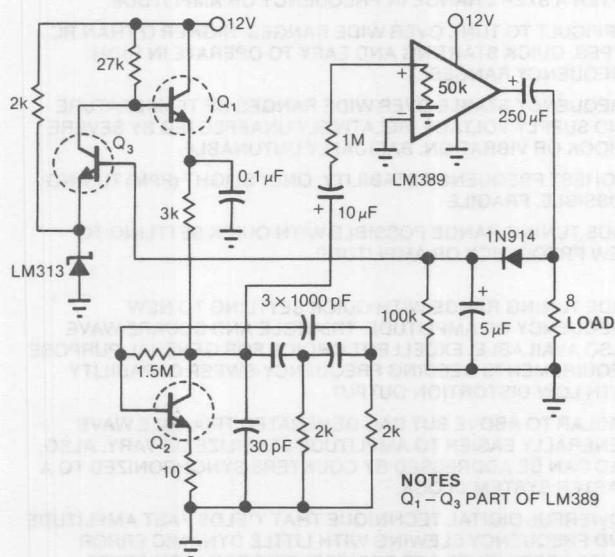 12V
12V
27k
2k
Q₁
50k
250 µF
Q₃
1M
LM389
0.1 µF
3k
10 µF
1N914
LM313
3 × 1000 pF
100k
5 µF
8
LOAD
1.5M
Q₂
30 pF
1k
1k
10
NOTES
Q₁–Q₃ PART OF LM389